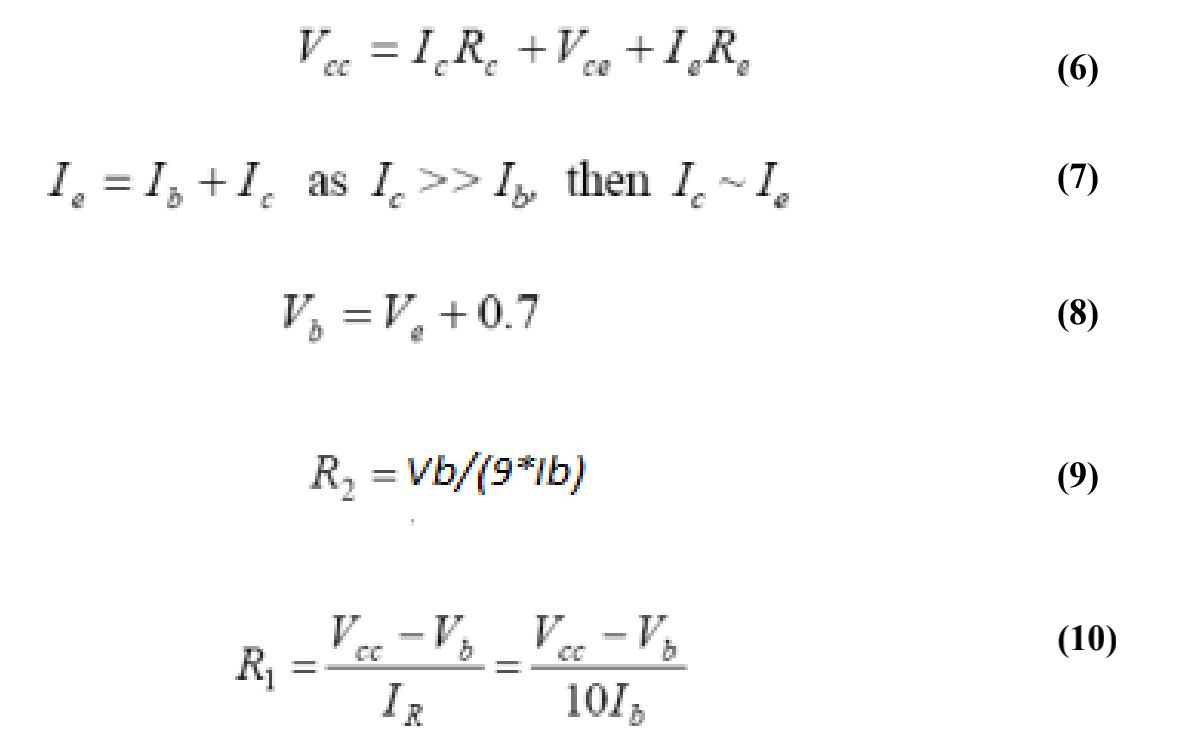 V_cc = I_c R_c + V_ce + I_e R_e (6)
I_e = I_b + I_c as I_c >> I_b, then I_c ~ I_e (7)
V_b = V_e + 0.7 (8)
R_2 = Vb/(9*Ib) (9)
R_1 = (V_cc - V_b)/I_R = (V_cc - V_b)/10I_b (10)